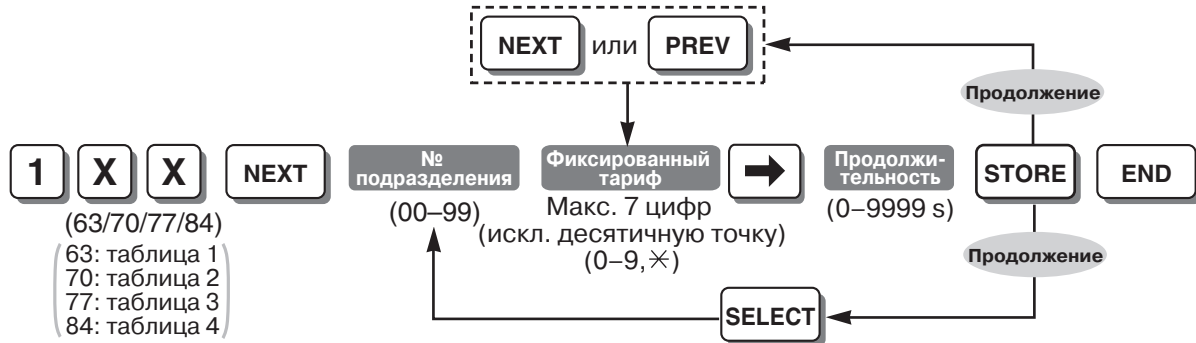 NEXT или PREV
Продолжение
1 X X NEXT
№
подразделения
Фиксированный
тариф
➡
Продолжи-
тельность
STORE
END
(63/70/77/84)
63: таблица 1
70: таблица 2
77: таблица 3
84: таблица 4
(00–99)
Макс. 7 цифр
(искл. десятичную точку)
(0–9,✳)
(0–9999 s)
Продолжение
SELECT